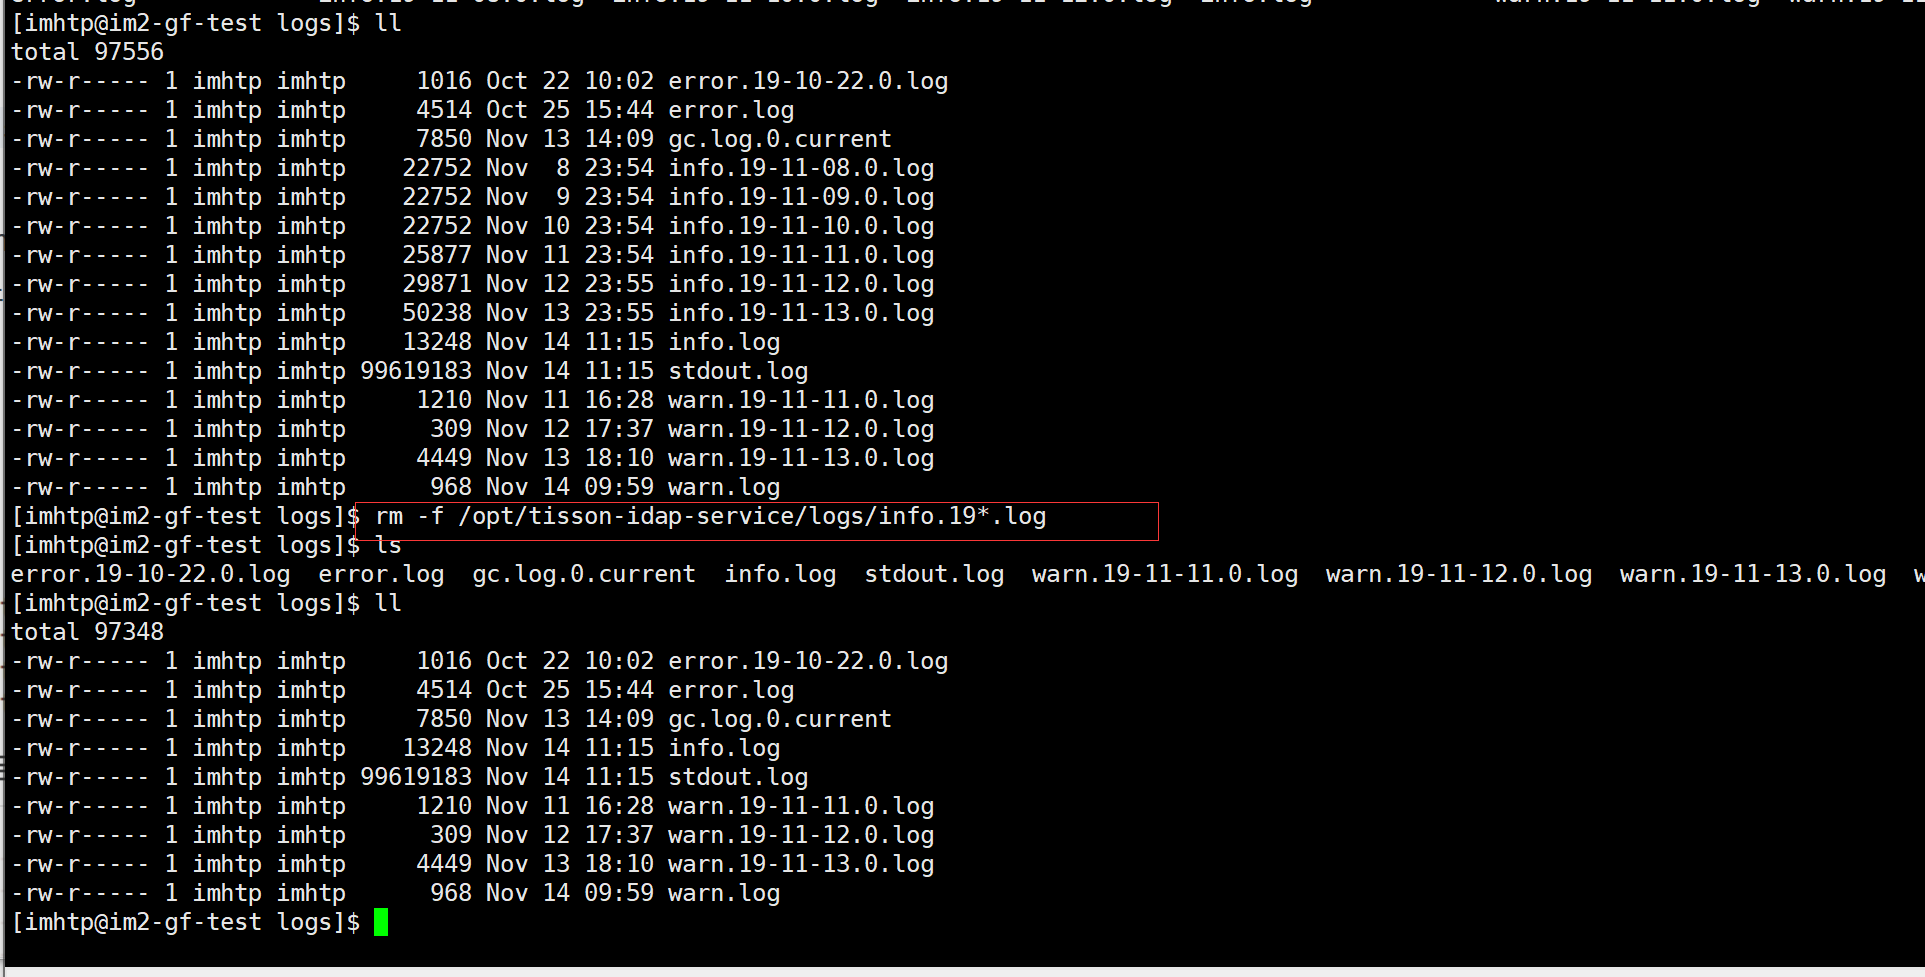 [imhtp@im2-gf-test logs]$ ll
total 97556
-rw-r----- 1 imhtp imhtp     1016 Oct 22 10:02 error.19-10-22.0.log
-rw-r----- 1 imhtp imhtp     4514 Oct 25 15:44 error.log
-rw-r----- 1 imhtp imhtp     7850 Nov 13 14:09 gc.log.0.current
-rw-r----- 1 imhtp imhtp    22752 Nov  8 23:54 info.19-11-08.0.log
-rw-r----- 1 imhtp imhtp    22752 Nov  9 23:54 info.19-11-09.0.log
-rw-r----- 1 imhtp imhtp    22752 Nov 10 23:54 info.19-11-10.0.log
-rw-r----- 1 imhtp imhtp    25877 Nov 11 23:54 info.19-11-11.0.log
-rw-r----- 1 imhtp imhtp    29871 Nov 12 23:55 info.19-11-12.0.log
-rw-r----- 1 imhtp imhtp    50238 Nov 13 23:55 info.19-11-13.0.log
-rw-r----- 1 imhtp imhtp    13248 Nov 14 11:15 info.log
-rw-r----- 1 imhtp imhtp 99619183 Nov 14 11:15 stdout.log
-rw-r----- 1 imhtp imhtp     1210 Nov 11 16:28 warn.19-11-11.0.log
-rw-r----- 1 imhtp imhtp      309 Nov 12 17:37 warn.19-11-12.0.log
-rw-r----- 1 imhtp imhtp     4449 Nov 13 18:10 warn.19-11-13.0.log
-rw-r----- 1 imhtp imhtp      968 Nov 14 09:59 warn.log
[imhtp@im2-gf-test logs]$ rm -f /opt/tisson-idap-service/logs/info.19*.log
[imhtp@im2-gf-test logs]$ ls
error.19-10-22.0.log  error.log  gc.log.0.current  info.log  stdout.log  warn.19-11-11.0.log  warn.19-11-12.0.log  warn.19-11-13.0.log
[imhtp@im2-gf-test logs]$ ll
total 97348
-rw-r----- 1 imhtp imhtp     1016 Oct 22 10:02 error.19-10-22.0.log
-rw-r----- 1 imhtp imhtp     4514 Oct 25 15:44 error.log
-rw-r----- 1 imhtp imhtp     7850 Nov 13 14:09 gc.log.0.current
-rw-r----- 1 imhtp imhtp    13248 Nov 14 11:15 info.log
-rw-r----- 1 imhtp imhtp 99619183 Nov 14 11:15 stdout.log
-rw-r----- 1 imhtp imhtp     1210 Nov 11 16:28 warn.19-11-11.0.log
-rw-r----- 1 imhtp imhtp      309 Nov 12 17:37 warn.19-11-12.0.log
-rw-r----- 1 imhtp imhtp     4449 Nov 13 18:10 warn.19-11-13.0.log
-rw-r----- 1 imhtp imhtp      968 Nov 14 09:59 warn.log
[imhtp@im2-gf-test logs]$